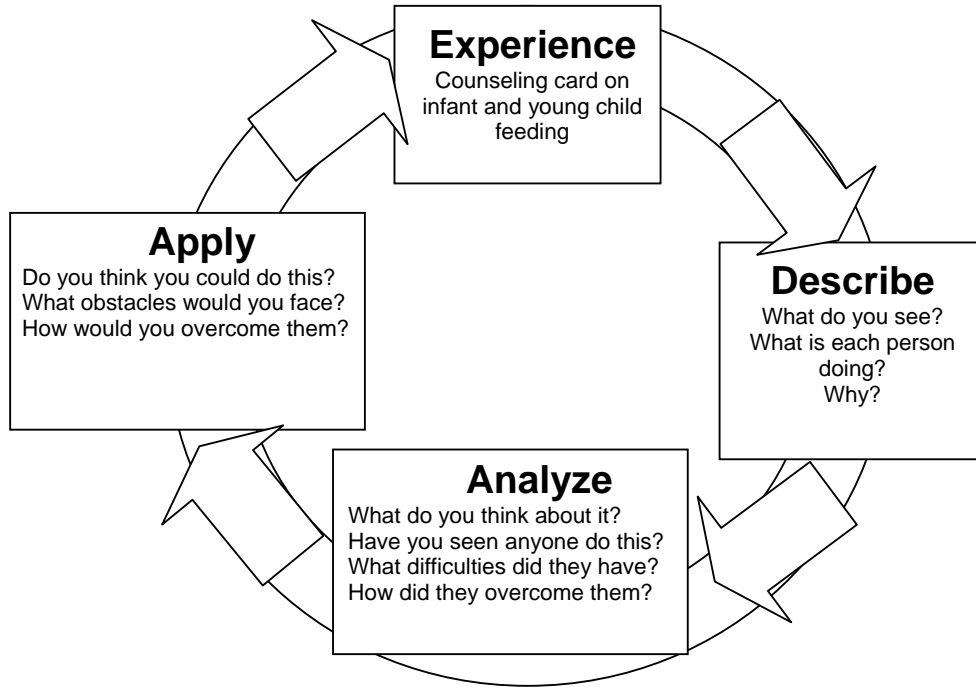 Experience
Counseling card on
infant and young child
feeding
Describe
What do you see?
What is each person
doing?
Why?
Analyze
What do you think about it?
Have you seen anyone do this?
What difficulties did they have?
How did they overcome them?
Apply
Do you think you could do this?
What obstacles would you face?
How would you overcome them?